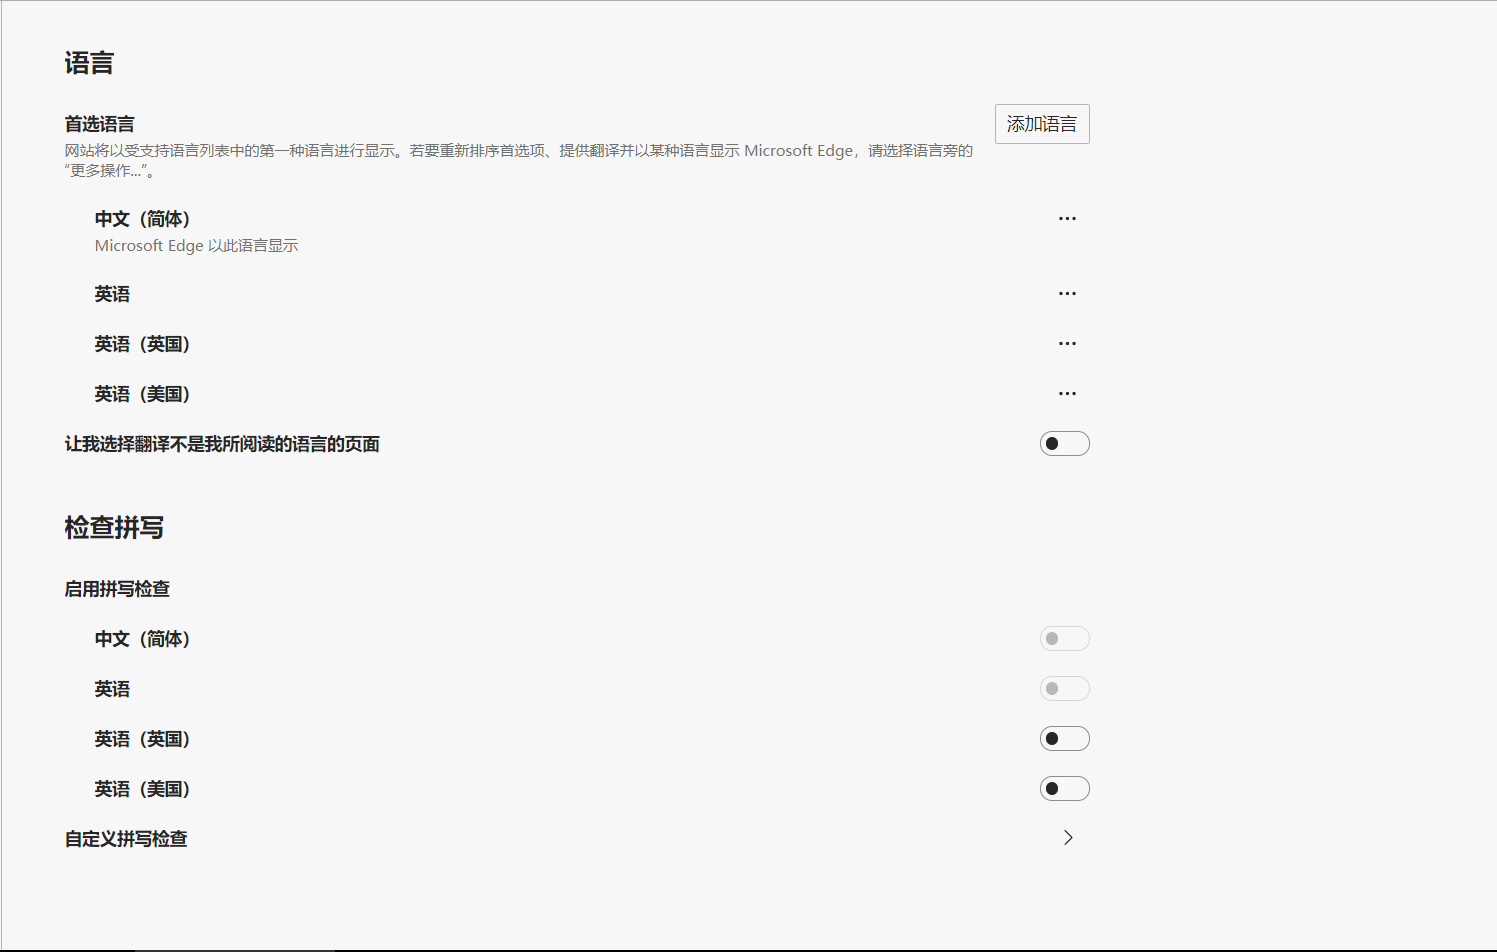 语言
首选语言
添加语言
网站将以受支持语言列表中的第一种语言进行显示。若要重新排序首选项、提供翻译并以某种语言显示 Microsoft Edge，请选择语言旁的
“更多操作...”。
中文（简体）
Microsoft Edge 以此语言显示
英语
英语（英国）
英语（美国）
让我选择翻译不是我所阅读的语言的页面
检查拼写
启用拼写检查
中文（简体）
英语
英语（英国）
英语（美国）
自定义拼写检查